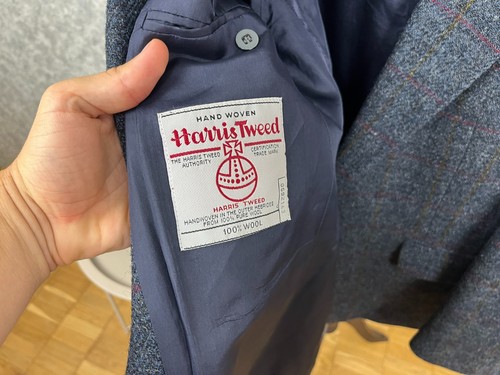 HAND WOVEN
Harris Tweed
THE HARRIS TWEED
AUTHORITY
CERTIFICATION
TRADE MARK
HARRIS TWEED
HANDWOVEN IN THE OUTER HEBRIDES
FROM 100% PURE WOOL
100% WOOL